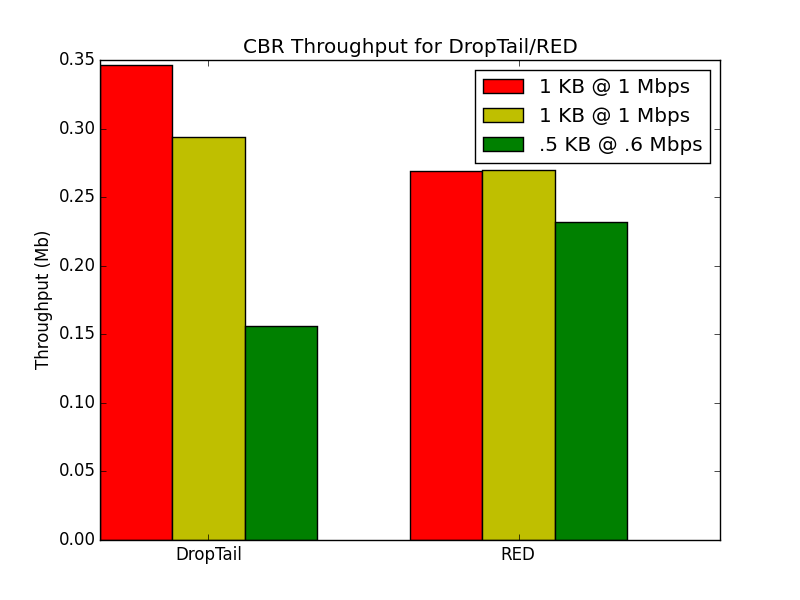 CBR Throughput for DropTail/RED
0.35
0.30
0.25
0.20
0.15
0.10
0.05
0.00
Throughput (Mb)
1 KB @ 1 Mbps
1 KB @ 1 Mbps
.5 KB @ .6 Mbps
DropTail
RED